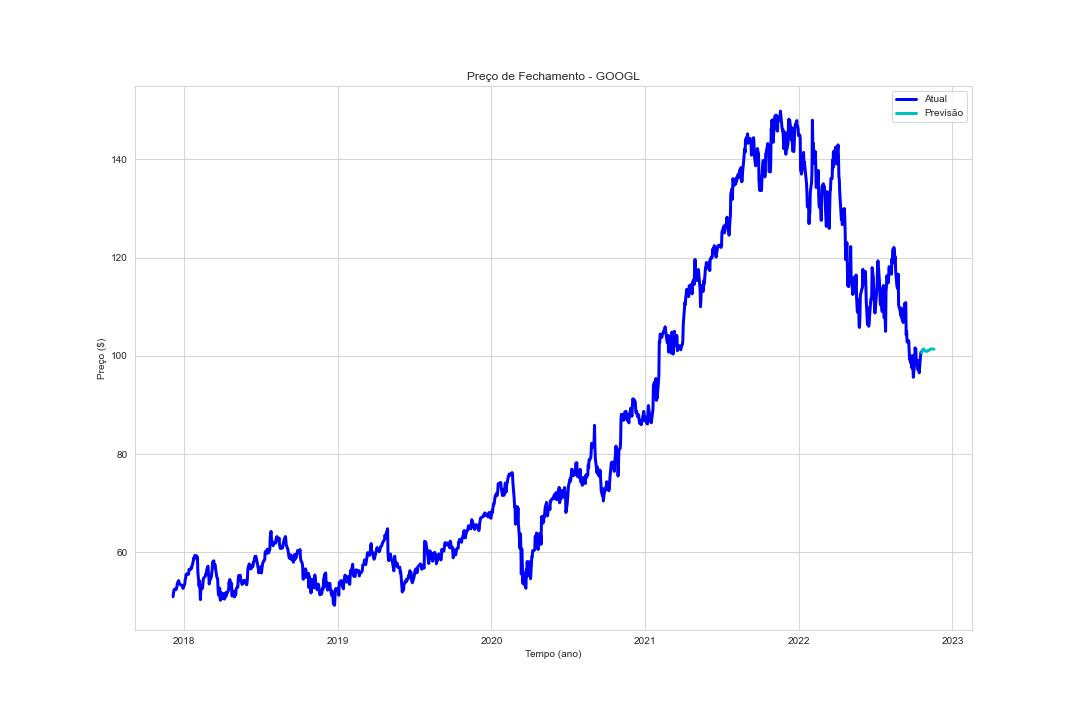 Preço de Fechamento - GOOGL
Atual
Previsão
140
120
100
80
60
Preço ($)
2018
2019
2020
2021
2022
2023
Tempo (ano)